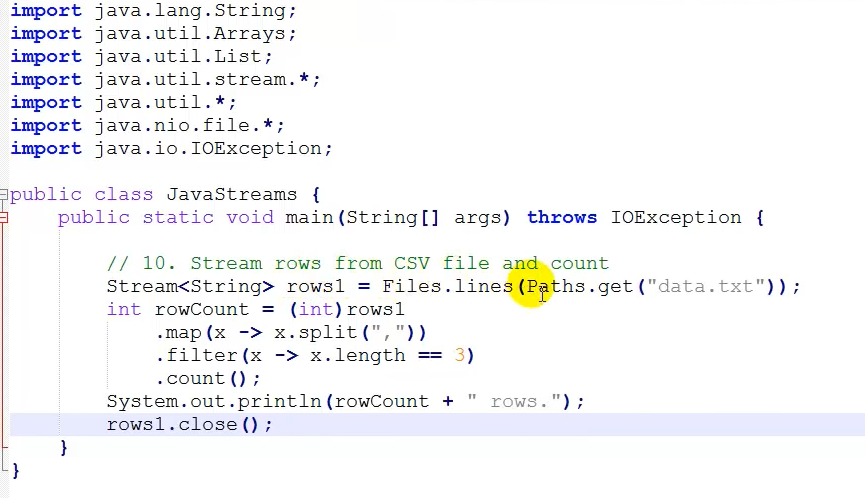 import java.lang.String;
import java.util.Arrays;
import java.util.List;
import java.util.stream.*;
import java.util.*;
import java.nio.file.*;
import java.io.IOException;
public class JavaStreams {
public static void main(String[] args) throws IOException {
// 10. Stream rows from CSV file and count
Stream<String> rows1 = Files.lines(Paths.get("data.txt"));
int rowCount = (int)rows1
.map(x -> x.split(","))
.filter(x -> x.length == 3)
.count();
System.out.println(rowCount + " rows.");
rows1.close();
}
}